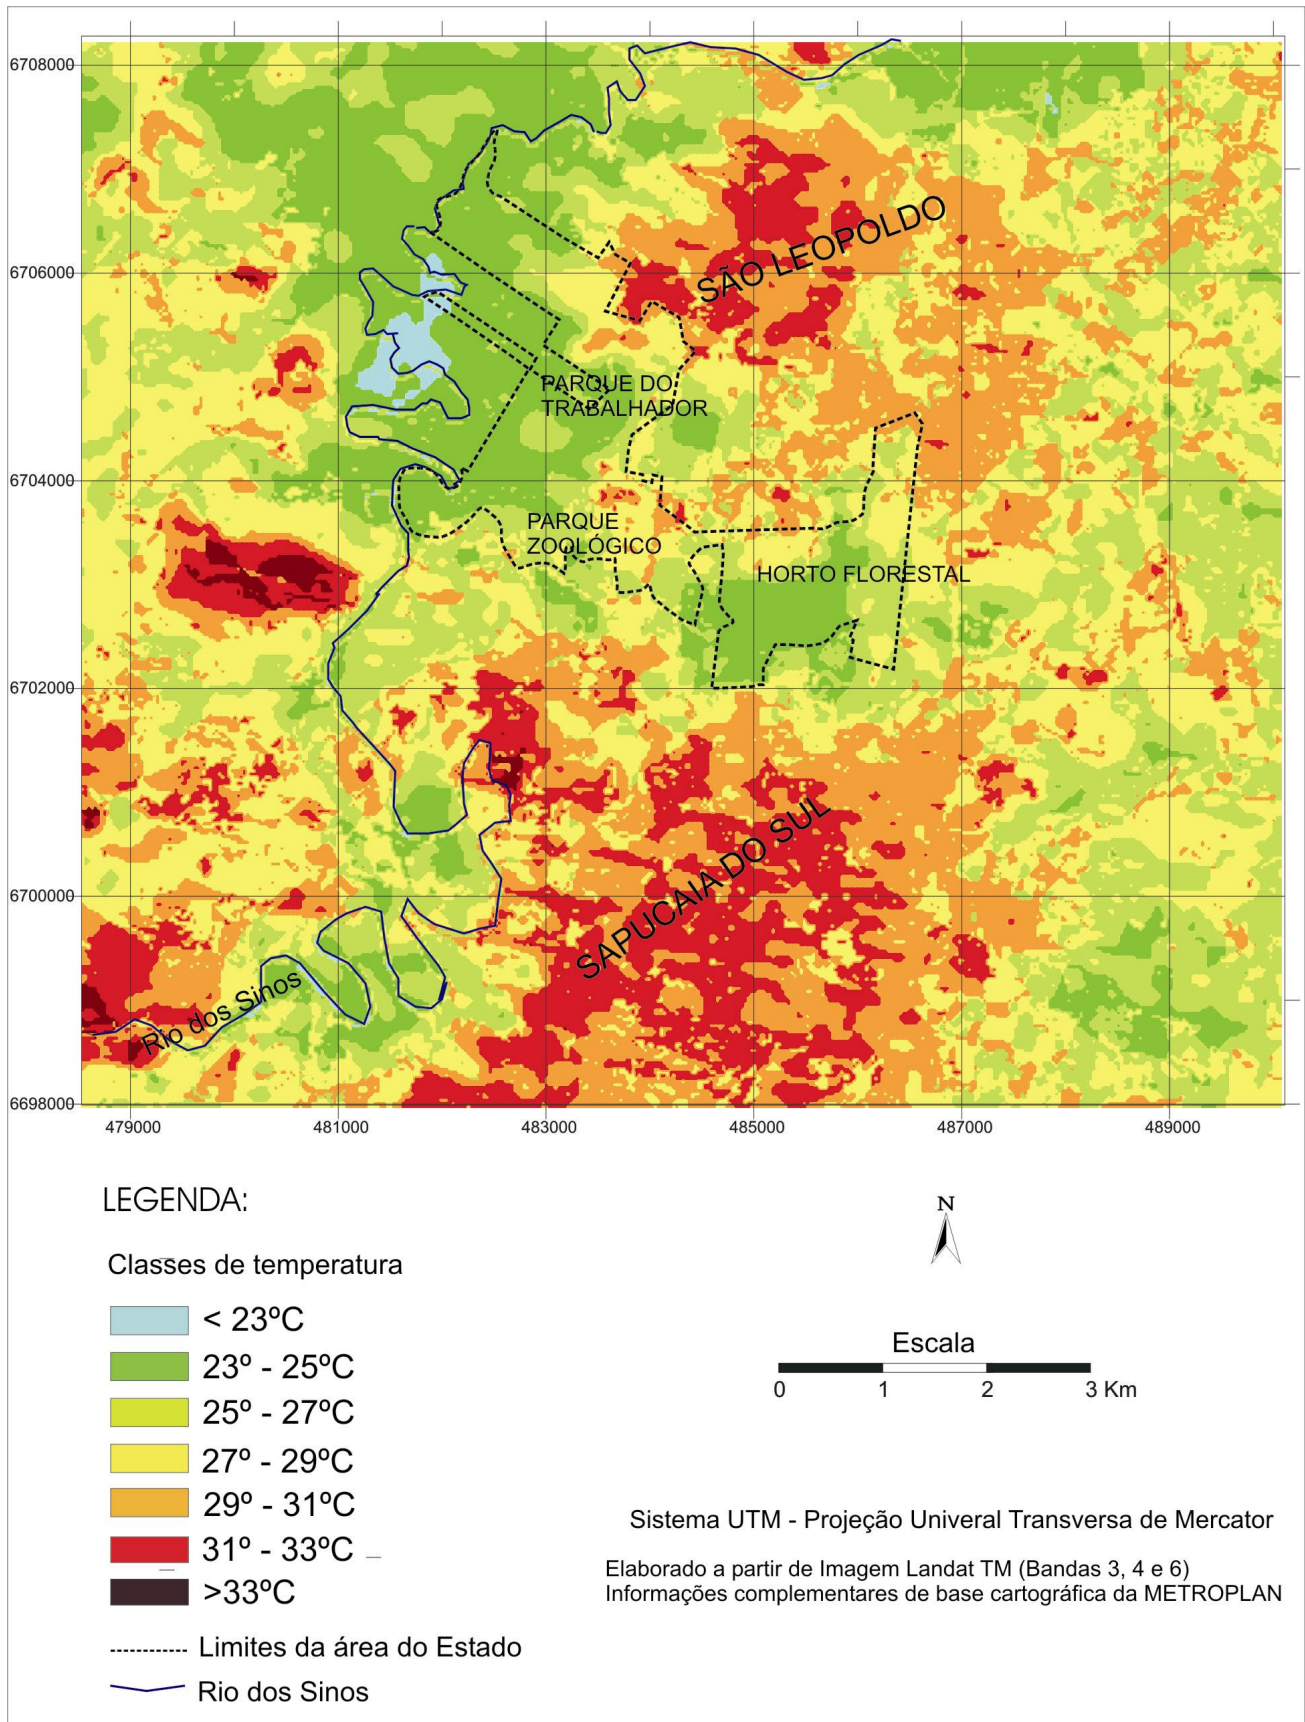 6708000
6706000
6704000
6702000
6700000
6698000
SÃO LEOPOLDO
PARQUE DO
TRABALHADOR
PARQUE
ZOOLÓGICO
HORTO FLORESTAL
SAPUCAIA DO SUL
Rio dos Sinos
479000
481000
483000
485000
487000
489000
LEGENDA:
Classes de temperatura
< 23ºC
23º - 25ºC
25º - 27ºC
27º - 29ºC
29º - 31ºC
31º - 33ºC
>33ºC
Limites da área do Estado
Rio dos Sinos
N
Escala
0 1 2 3 Km
Sistema UTM - Projeção Univeral Transversa de Mercator
Elaborado a partir de Imagem Landat TM (Bandas 3, 4 e 6)
Informações complementares de base cartográfica da METROPLAN